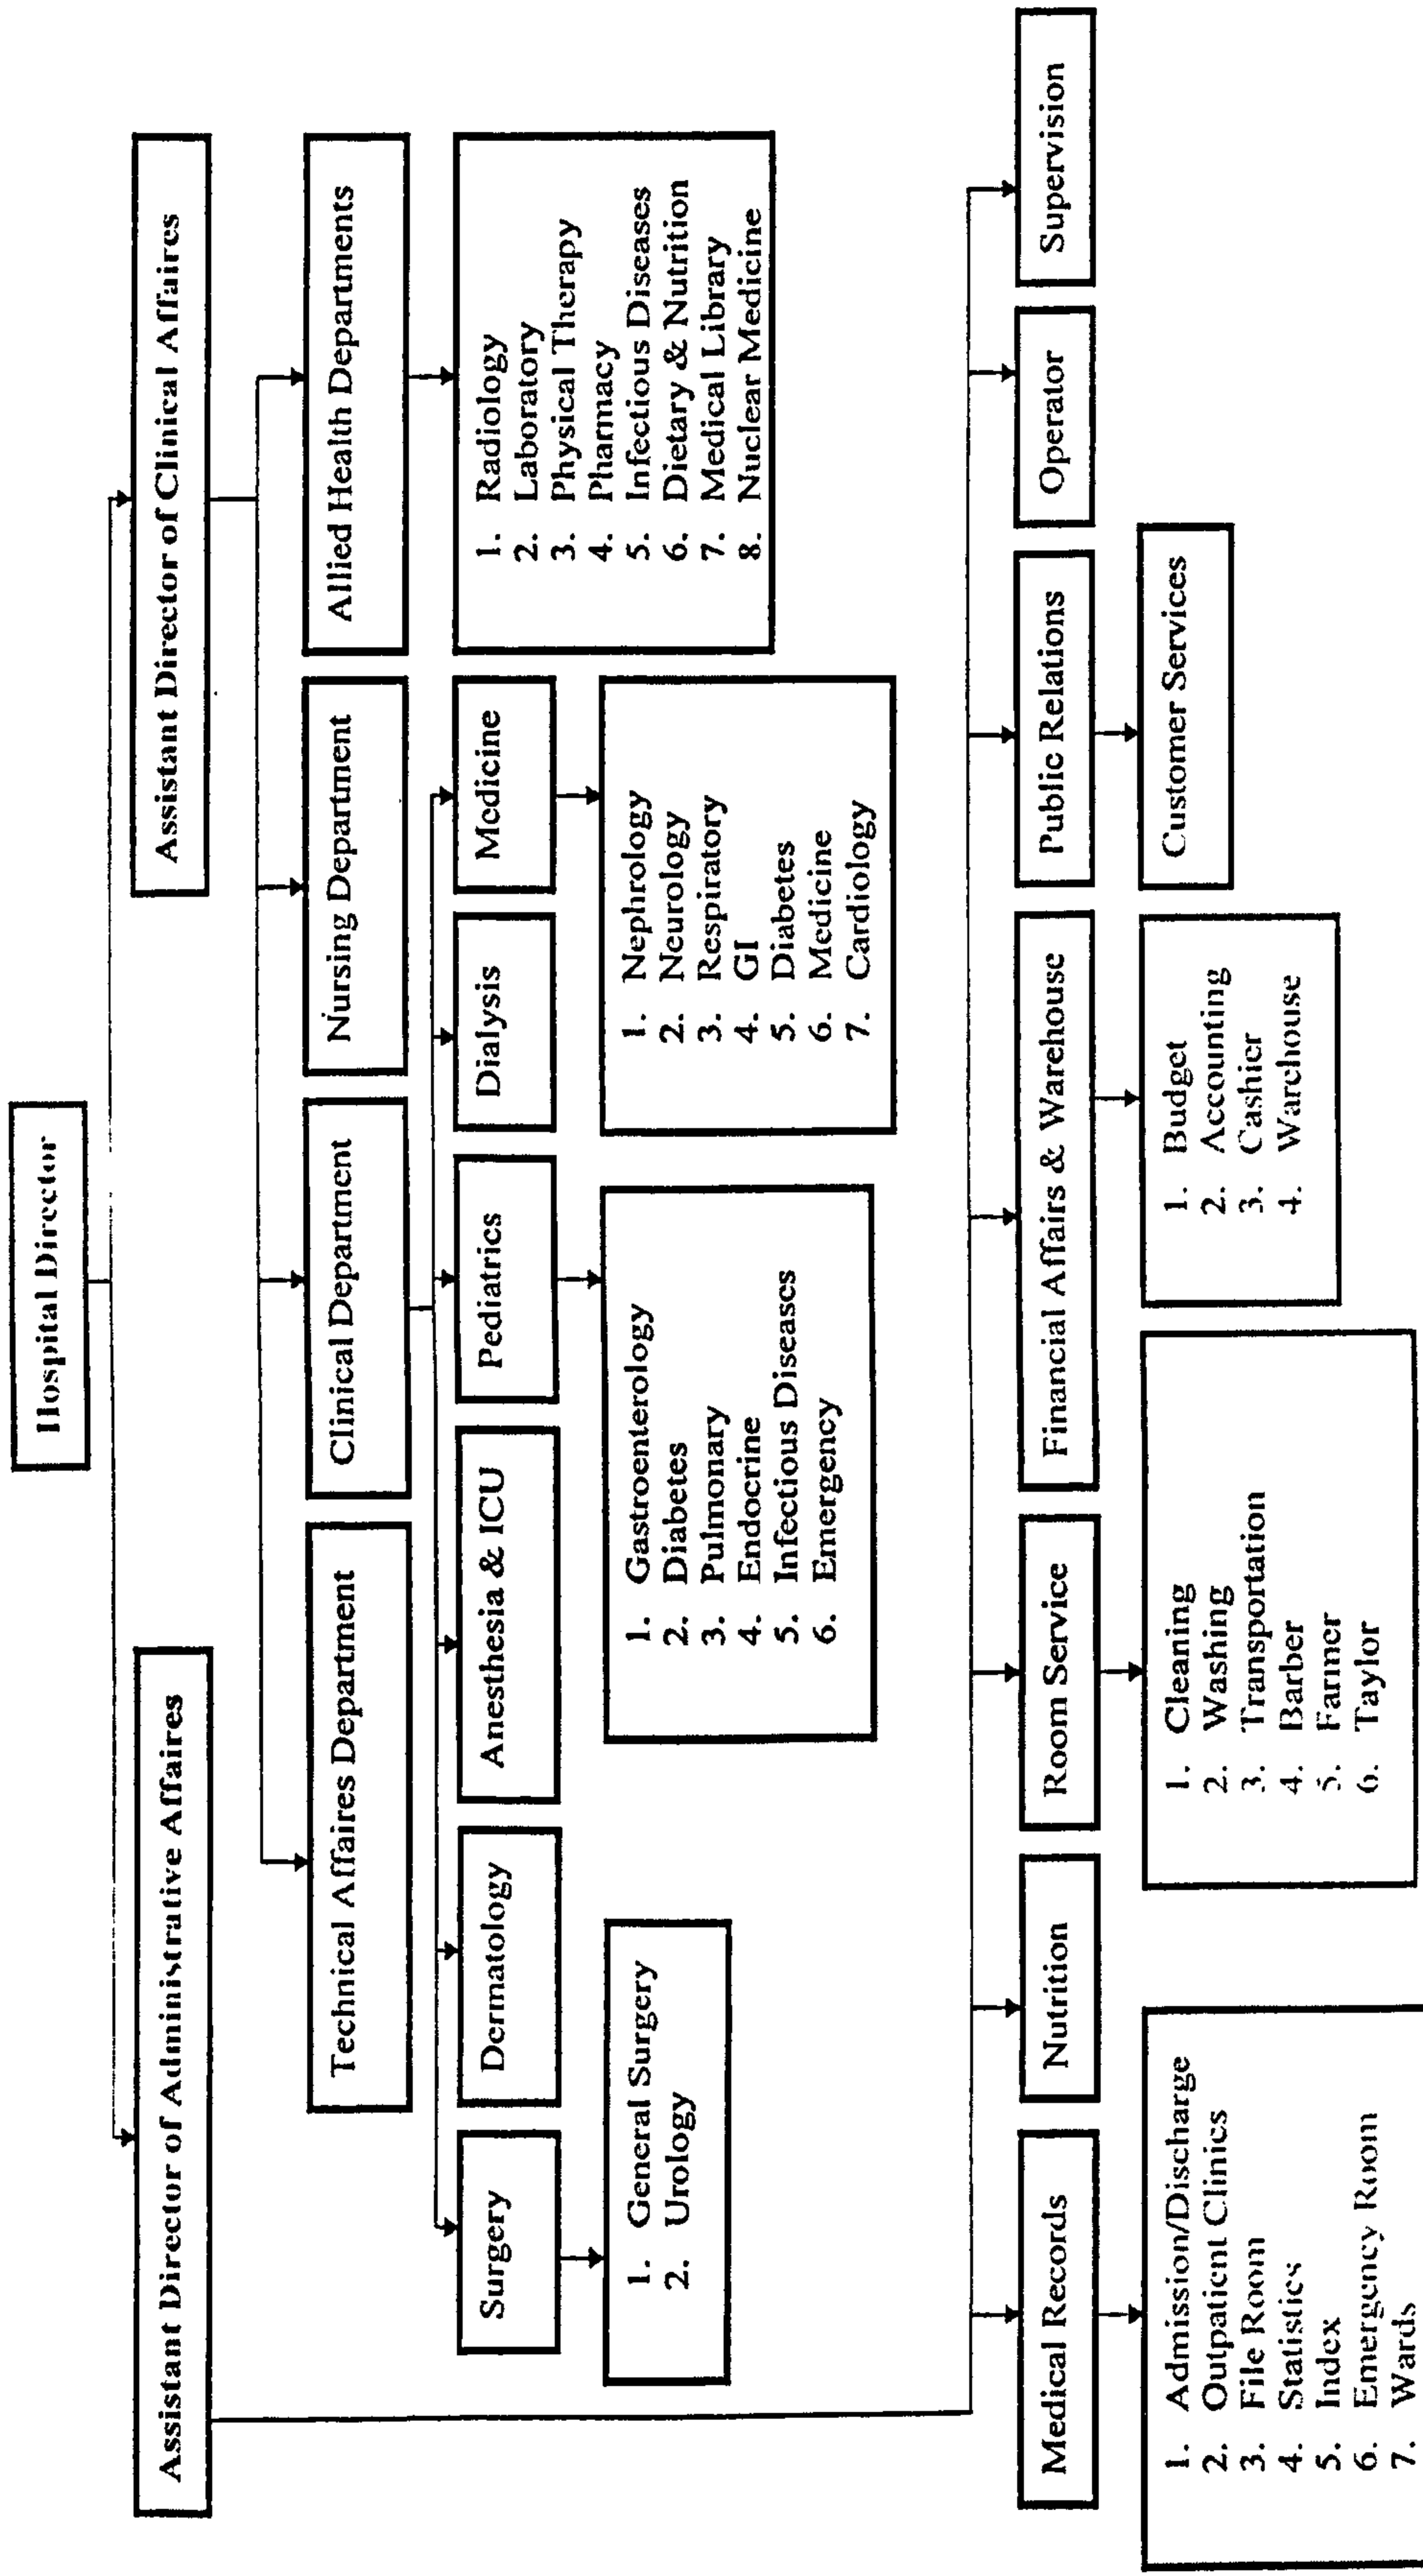 Hospital Director
Assistant Director of Administrative Affaires
Assistant Director of Clinical Affaires
Technical Affaires Department
Clinical Department
Nursing Department
Allied Health Departments
Surgery
Dermatology
Anesthesia & ICU
Pediatrics
Dialysis
Medicine
1. Radiology
2. Laboratory
3. Physical Therapy
4. Pharmacy
5. Infectious Diseases
6. Dietary & Nutrition
7. Medical Library
8. Nuclear Medicine
1. General Surgery
2. Urology
1. Gastroenterology
2. Diabetes
3. Pulmonary
4. Endocrine
5. Infectious Diseases
6. Emergency
1. Nephrology
2. Neurology
3. Respiratory
4. GI
5. Diabetes
6. Medicine
7. Cardiology
Medical Records
Nutrition
Room Service
Financial Affairs & Warehouse
Public Relations
Operator
Supervision
1. Admission/Discharge
2. Outpatient Clinics
3. File Room
4. Statistics
5. Index
6. Emergency Room
7. Wards
1. Cleaning
2. Washing
3. Transportation
4. Barber
5. Farmer
6. Taylor
1. Budget
2. Accounting
3. Cashier
4. Warehouse
Customer Services